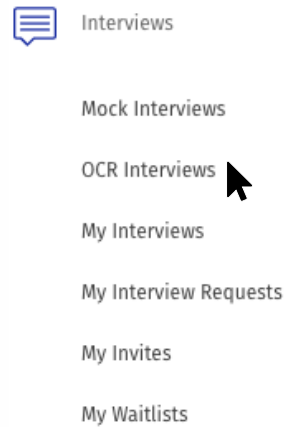 Interviews
Mock Interviews
OCR Interviews
My Interviews
My Interview Requests
My Invites
My Waitlists